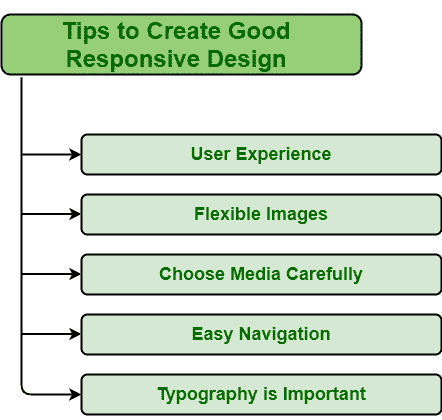 Tips to Create Good
Responsive Design
User Experience
Flexible Images
Choose Media Carefully
Easy Navigation
Typography is Important